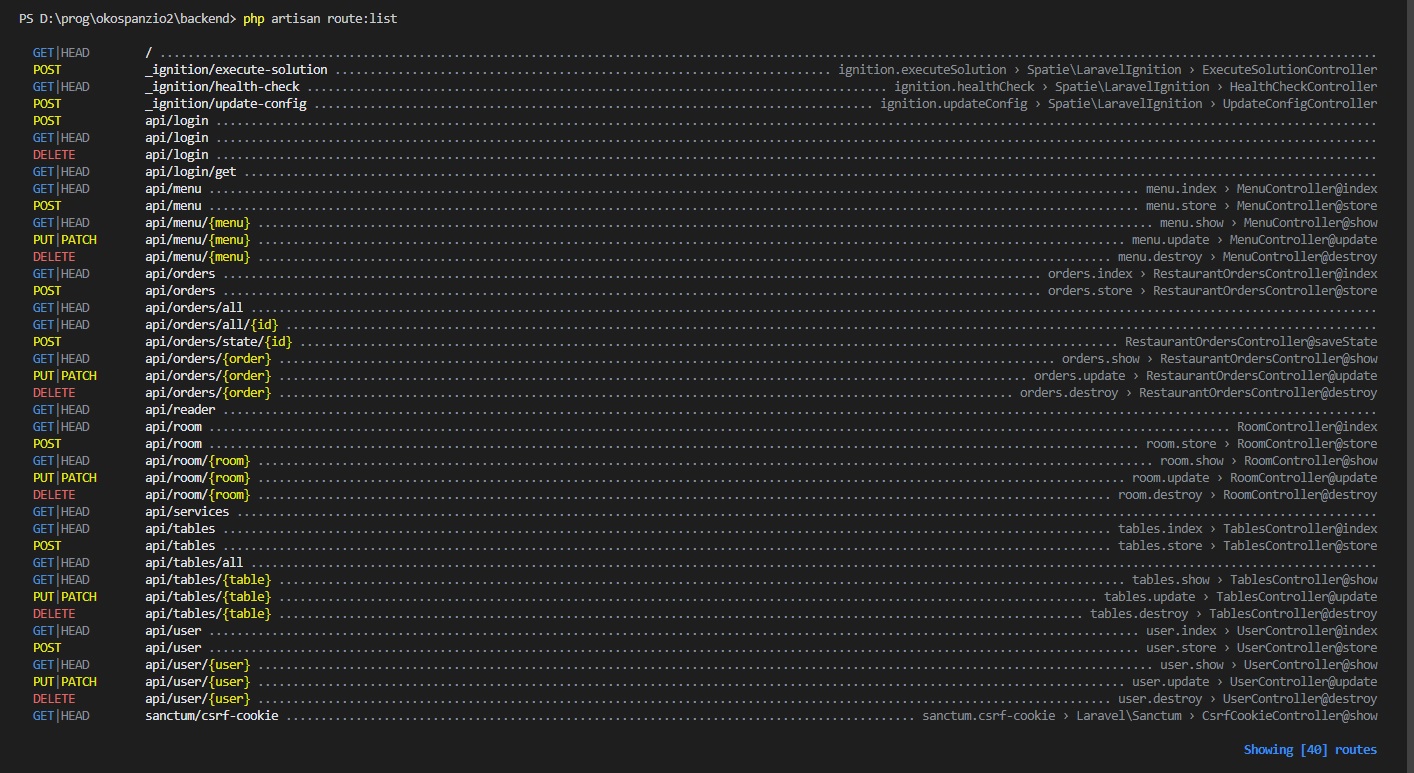 PS D:\prog\okospanzio2\backend> php artisan route:list
GET|HEAD / ....................................................................................................
POST _ignition/execute-solution .................... ignition.executeSolution › Spatie\LaravelIgnition › ExecuteSolutionController
GET|HEAD _ignition/health-check .................... ignition.healthCheck › Spatie\LaravelIgnition › HealthCheckController
POST _ignition/update-config .................... ignition.updateConfig › Spatie\LaravelIgnition › UpdateConfigController
POST api/login ....................
GET|HEAD api/login ....................
DELETE api/login ....................
GET|HEAD api/login/get ....................
GET|HEAD api/menu .................... menu.index › MenuController@index
POST api/menu .................... menu.store › MenuController@store
GET|HEAD api/menu/{menu} .................... menu.show › MenuController@show
PUT|PATCH api/menu/{menu} .................... menu.update › MenuController@update
DELETE api/menu/{menu} .................... menu.destroy › MenuController@destroy
GET|HEAD api/orders .................... orders.index › RestaurantOrdersController@index
POST api/orders .................... orders.store › RestaurantOrdersController@store
GET|HEAD api/orders/all ....................
GET|HEAD api/orders/all/{id} ....................
POST api/orders/state/{id} .................... RestaurantOrdersController@saveState
GET|HEAD api/orders/{order} .................... orders.show › RestaurantOrdersController@show
PUT|PATCH api/orders/{order} .................... orders.update › RestaurantOrdersController@update
DELETE api/orders/{order} .................... orders.destroy › RestaurantOrdersController@destroy
GET|HEAD api/reader ....................
GET|HEAD api/room .................... RoomController@index
POST api/room .................... room.store › RoomController@store
GET|HEAD api/room/{room} .................... room.show › RoomController@show
PUT|PATCH api/room/{room} .................... room.update › RoomController@update
DELETE api/room/{room} .................... room.destroy › RoomController@destroy
GET|HEAD api/services ....................
GET|HEAD api/tables .................... tables.index › TablesController@index
POST api/tables .................... tables.store › TablesController@store
GET|HEAD api/tables/all ....................
GET|HEAD api/tables/{table} .................... tables.show › TablesController@show
PUT|PATCH api/tables/{table} .................... tables.update › TablesController@update
DELETE api/tables/{table} .................... tables.destroy › TablesController@destroy
GET|HEAD api/user .................... user.index › UserController@index
POST api/user .................... user.store › UserController@store
GET|HEAD api/user/{user} .................... user.show › UserController@show
PUT|PATCH api/user/{user} .................... user.update › UserController@update
DELETE api/user/{user} .................... user.destroy › UserController@destroy
GET|HEAD sanctum/csrf-cookie .................... sanctum.csrf-cookie › Laravel\Sanctum › CsrfCookieController@show
Showing [40] routes